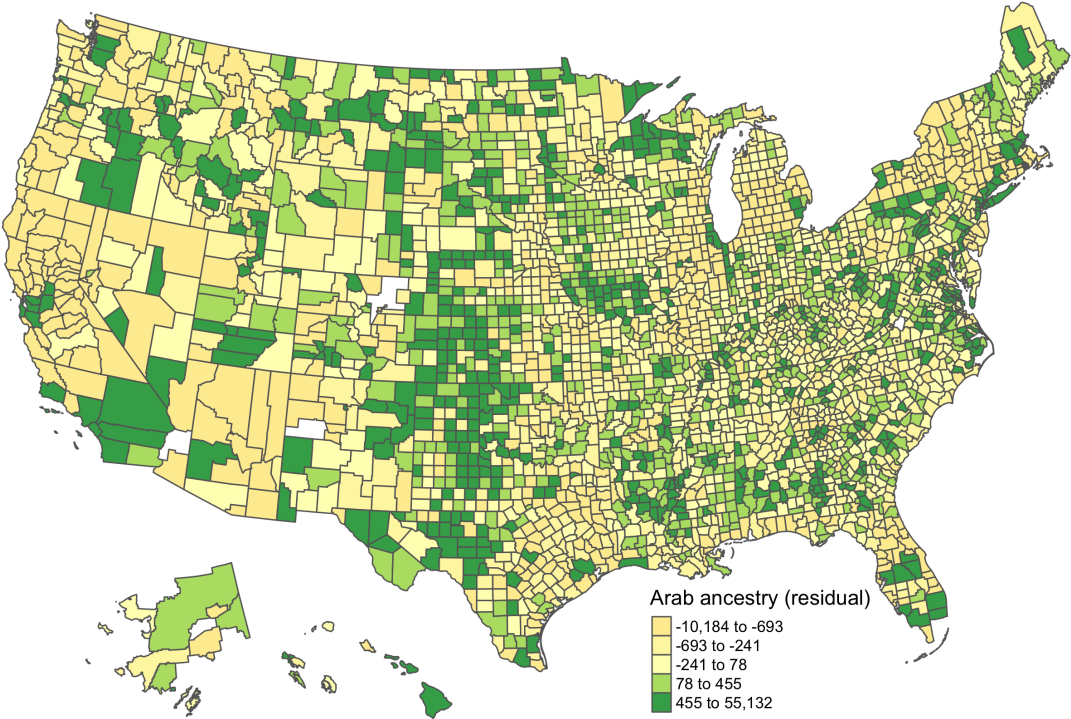 Arab ancestry (residual)
-10,184 to -693
-693 to -241
-241 to 78
78 to 455
455 to 55,132